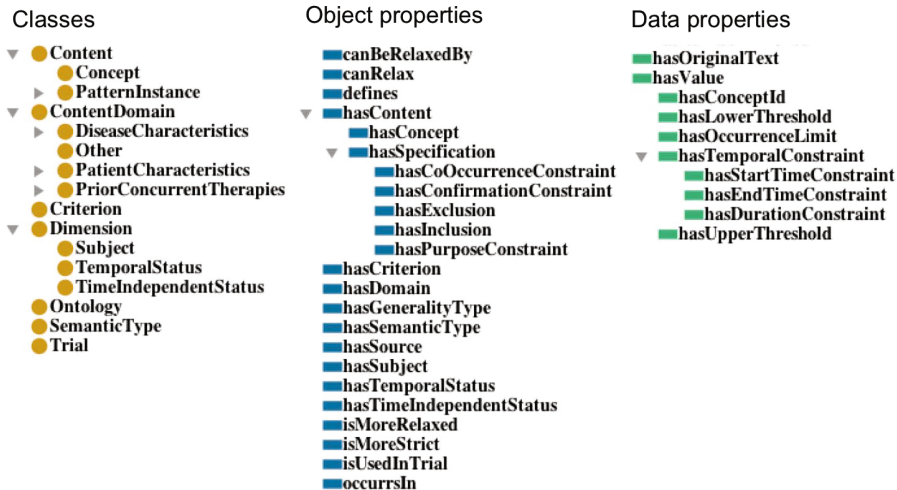 Classes
Content
Concept
PatternInstance
ContentDomain
DiseaseCharacteristics
Other
PatientCharacteristics
PriorConcurrentTherapies
Criterion
Dimension
Subject
TemporalStatus
TimeIndependentStatus
Ontology
SemanticType
Trial
Object properties
canBeRelaxedBy
canRelax
defines
hasContent
hasConcept
hasSpecification
hasCoOccurrenceConstraint
hasConfirmationConstraint
hasExclusion
hasInclusion
hasPurposeConstraint
hasCriterion
hasDomain
hasGeneralityType
hasSemanticType
hasSource
hasSubject
hasTemporalStatus
hasTimeIndependentStatus
isMoreRelaxed
isMoreStrict
isUsedInTrial
occurrsIn
Data properties
hasOriginalText
hasValue
hasConceptId
hasLowerThreshold
hasOccurrenceLimit
hasTemporalConstraint
hasStartTimeConstraint
hasEndTimeConstraint
hasDurationConstraint
hasUpperThreshold